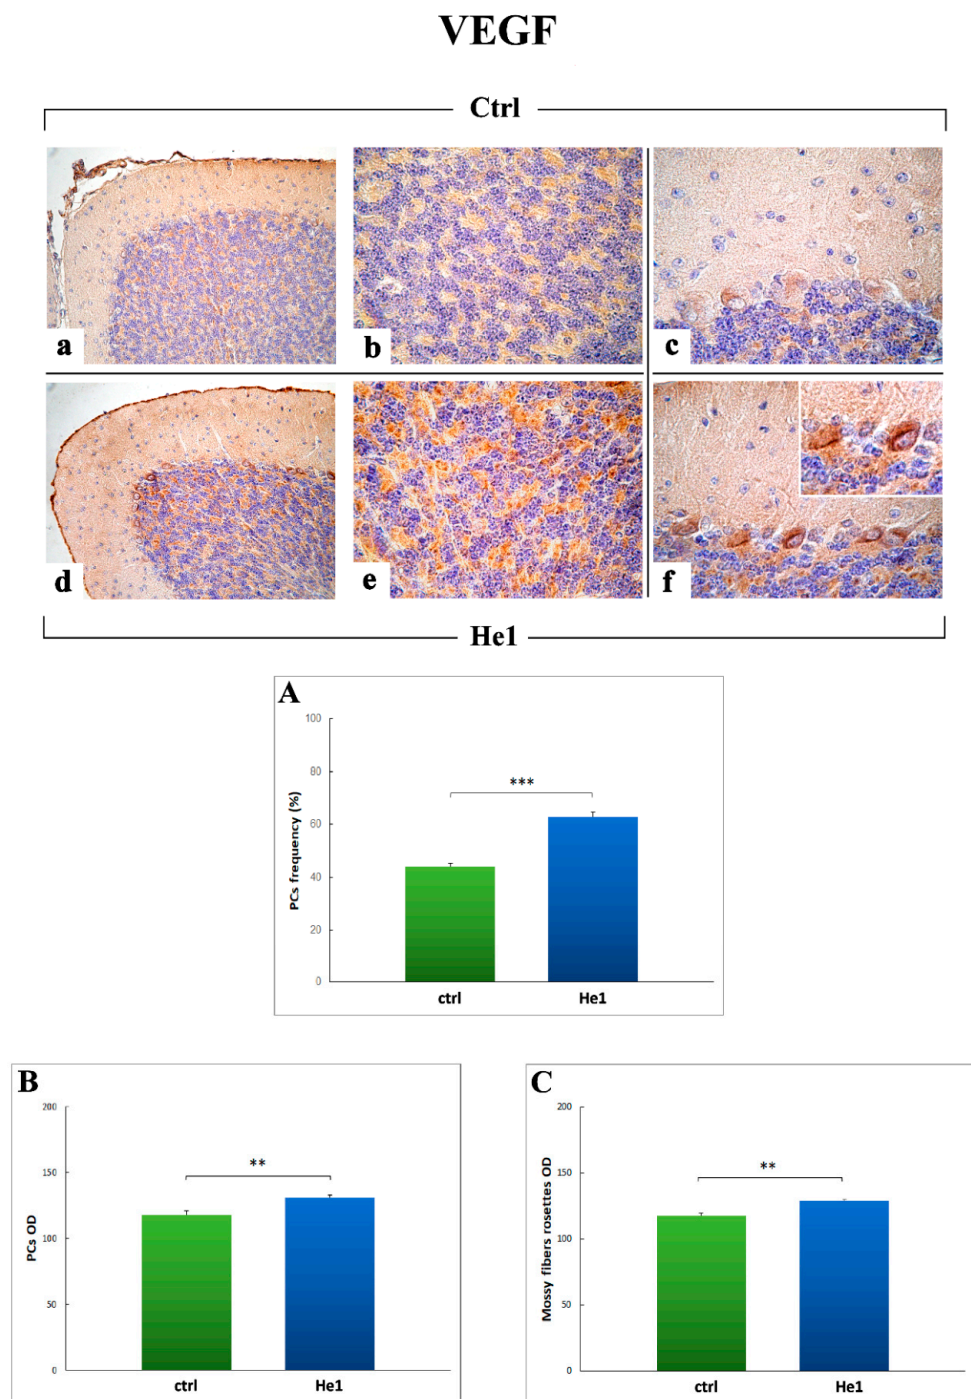 VEGF
Ctrl
a
b
c
d
e
f
He1
A
PCs frequency (%)
100
80
60
40
20
0
***
ctrl
He1
B
PCs OD
200
150
100
50
0
**
ctrl
He1
C
Mossy fibers rosettes OD
200
150
100
50
0
**
ctrl
He1